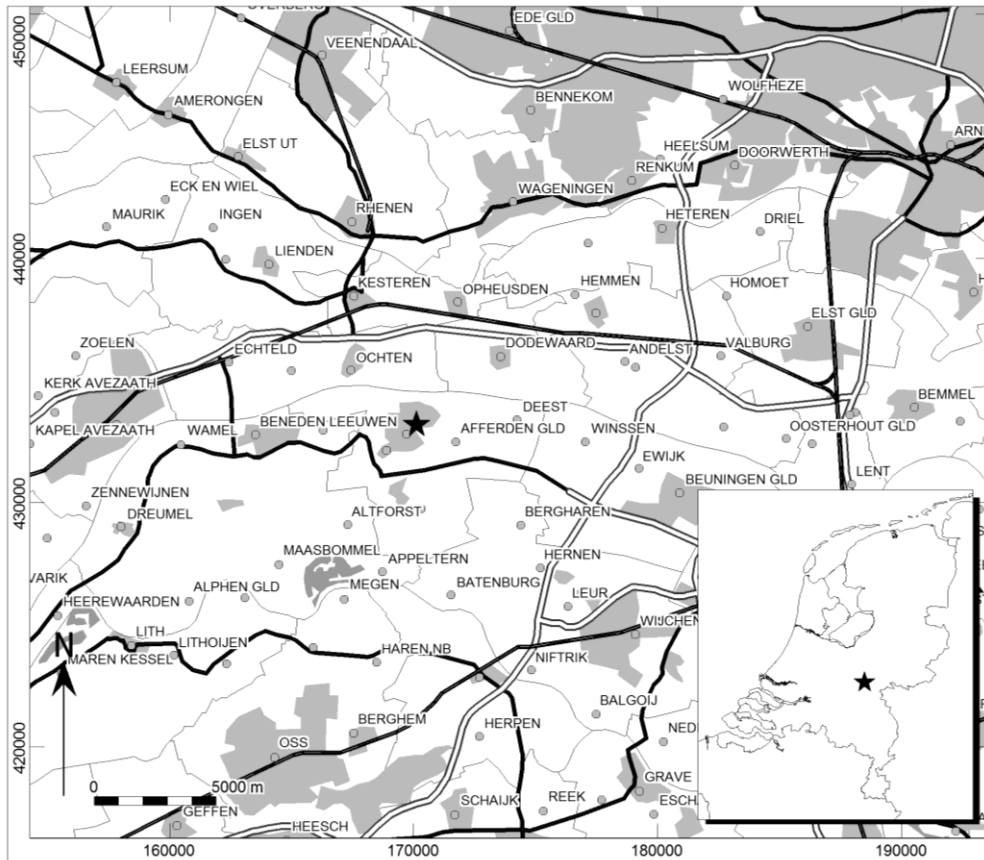 EDE GLD
VEENENDAAL
LEERSUM
WOLFHEZE
AMERONGEN
BENNEKOM
HEELSUM
DOORWERTH
ELST UT
RENKUM
ECK EN WIEL
WAGENINGEN
MAURIK
INGEN
RHENEN
HETEREN
DRIEL
LIENDEN
KESTEREN
OPHEUSDEN
HEMMEN
HOMOET
ELST GLD
ZOELEN
ECHTELD
OCHTEN
DODEWAARD
ANDELST
VALBURG
KERK AVEZAATH
BENEDEN LEEUWEN
DEEST
BEMMEL
KAPEL AVEZAATH
WAMEL
AFFERDEN GLD
WINSSEN
OOSTERHOUT GLD
EWIJK
LENT
BEUNINGEN GLD
ZENNEWIJNEN
DREUMEL
ALTFORST
BERGHAREN
MAASBOMMEL
APPELTERN
HERNEN
VARIK
ALPHEN GLD
MEGEN
BATENBURG
LEUR
HEEREWAARDEN
WIJCHEN
LITH
LITHOIJEN
N
MAREN KESSEL
HAREN NB
NIFTRIK
BALGOIJ
BERGHEM
HERPEN
OSS
NED
GRAVE
0 5000 m
SCHAIJK
REEK
ESCH
GEFFEN
HEESCH
450000
440000
430000
420000
160000 170000 180000 190000